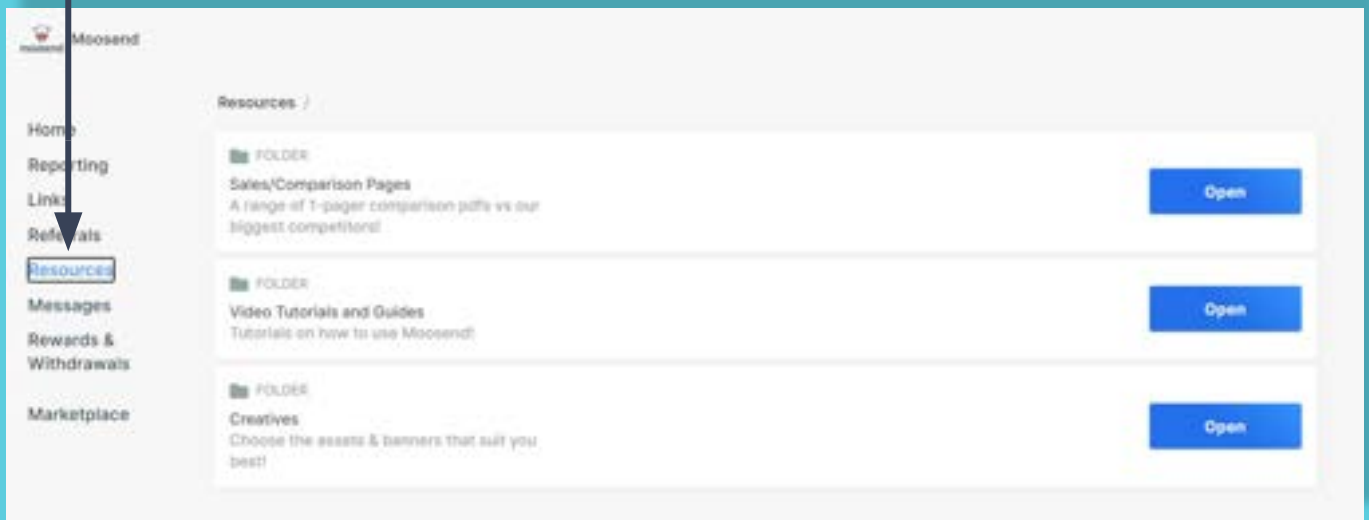 moosend Moosend
Home
Reporting
Links
Referrals
Resources
Messages
Rewards &
Withdrawals
Marketplace
Resources /
FOLDER
Sales/Comparison Pages
A range of 1-pager comparison pdfs vs our
biggest competitors!
Open
FOLDER
Video Tutorials and Guides
Tutorials on how to use Moosend!
Open
FOLDER
Creatives
Choose the assets & banners that suit you
best!
Open